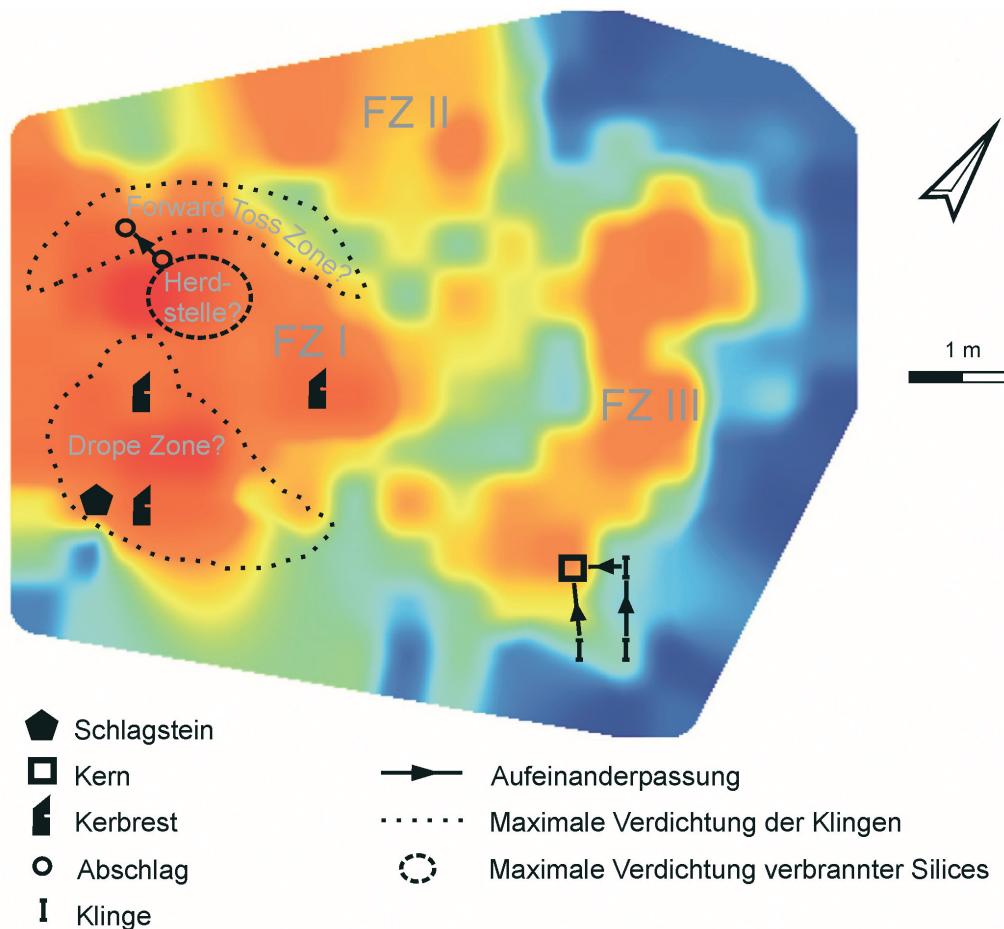 FZ II
Forward Toss Zone?
Herd-
stelle?
FZ I
1 m
FZ III
Drope Zone?
Schlagstein
Kern
Kerbrest
Abschlag
Klinge
Aufeinanderpassung
Maximale Verdichtung der Klingen
Maximale Verdichtung verbrannter Silices